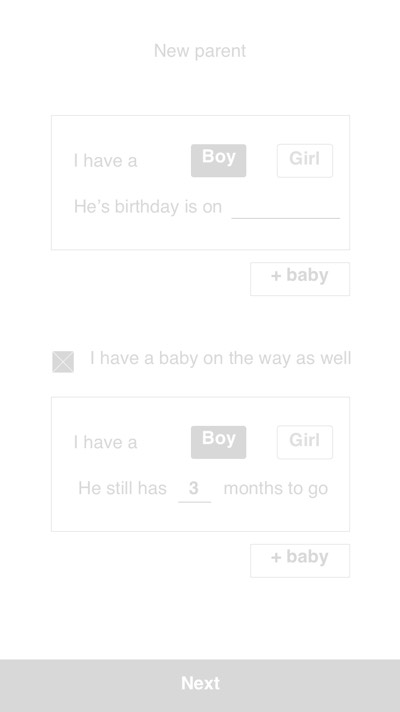 New parent
I have a Boy Girl
He's birthday is on
+ baby
I have a baby on the way as well
I have a Boy Girl
He still has 3 months to go
+ baby
Next